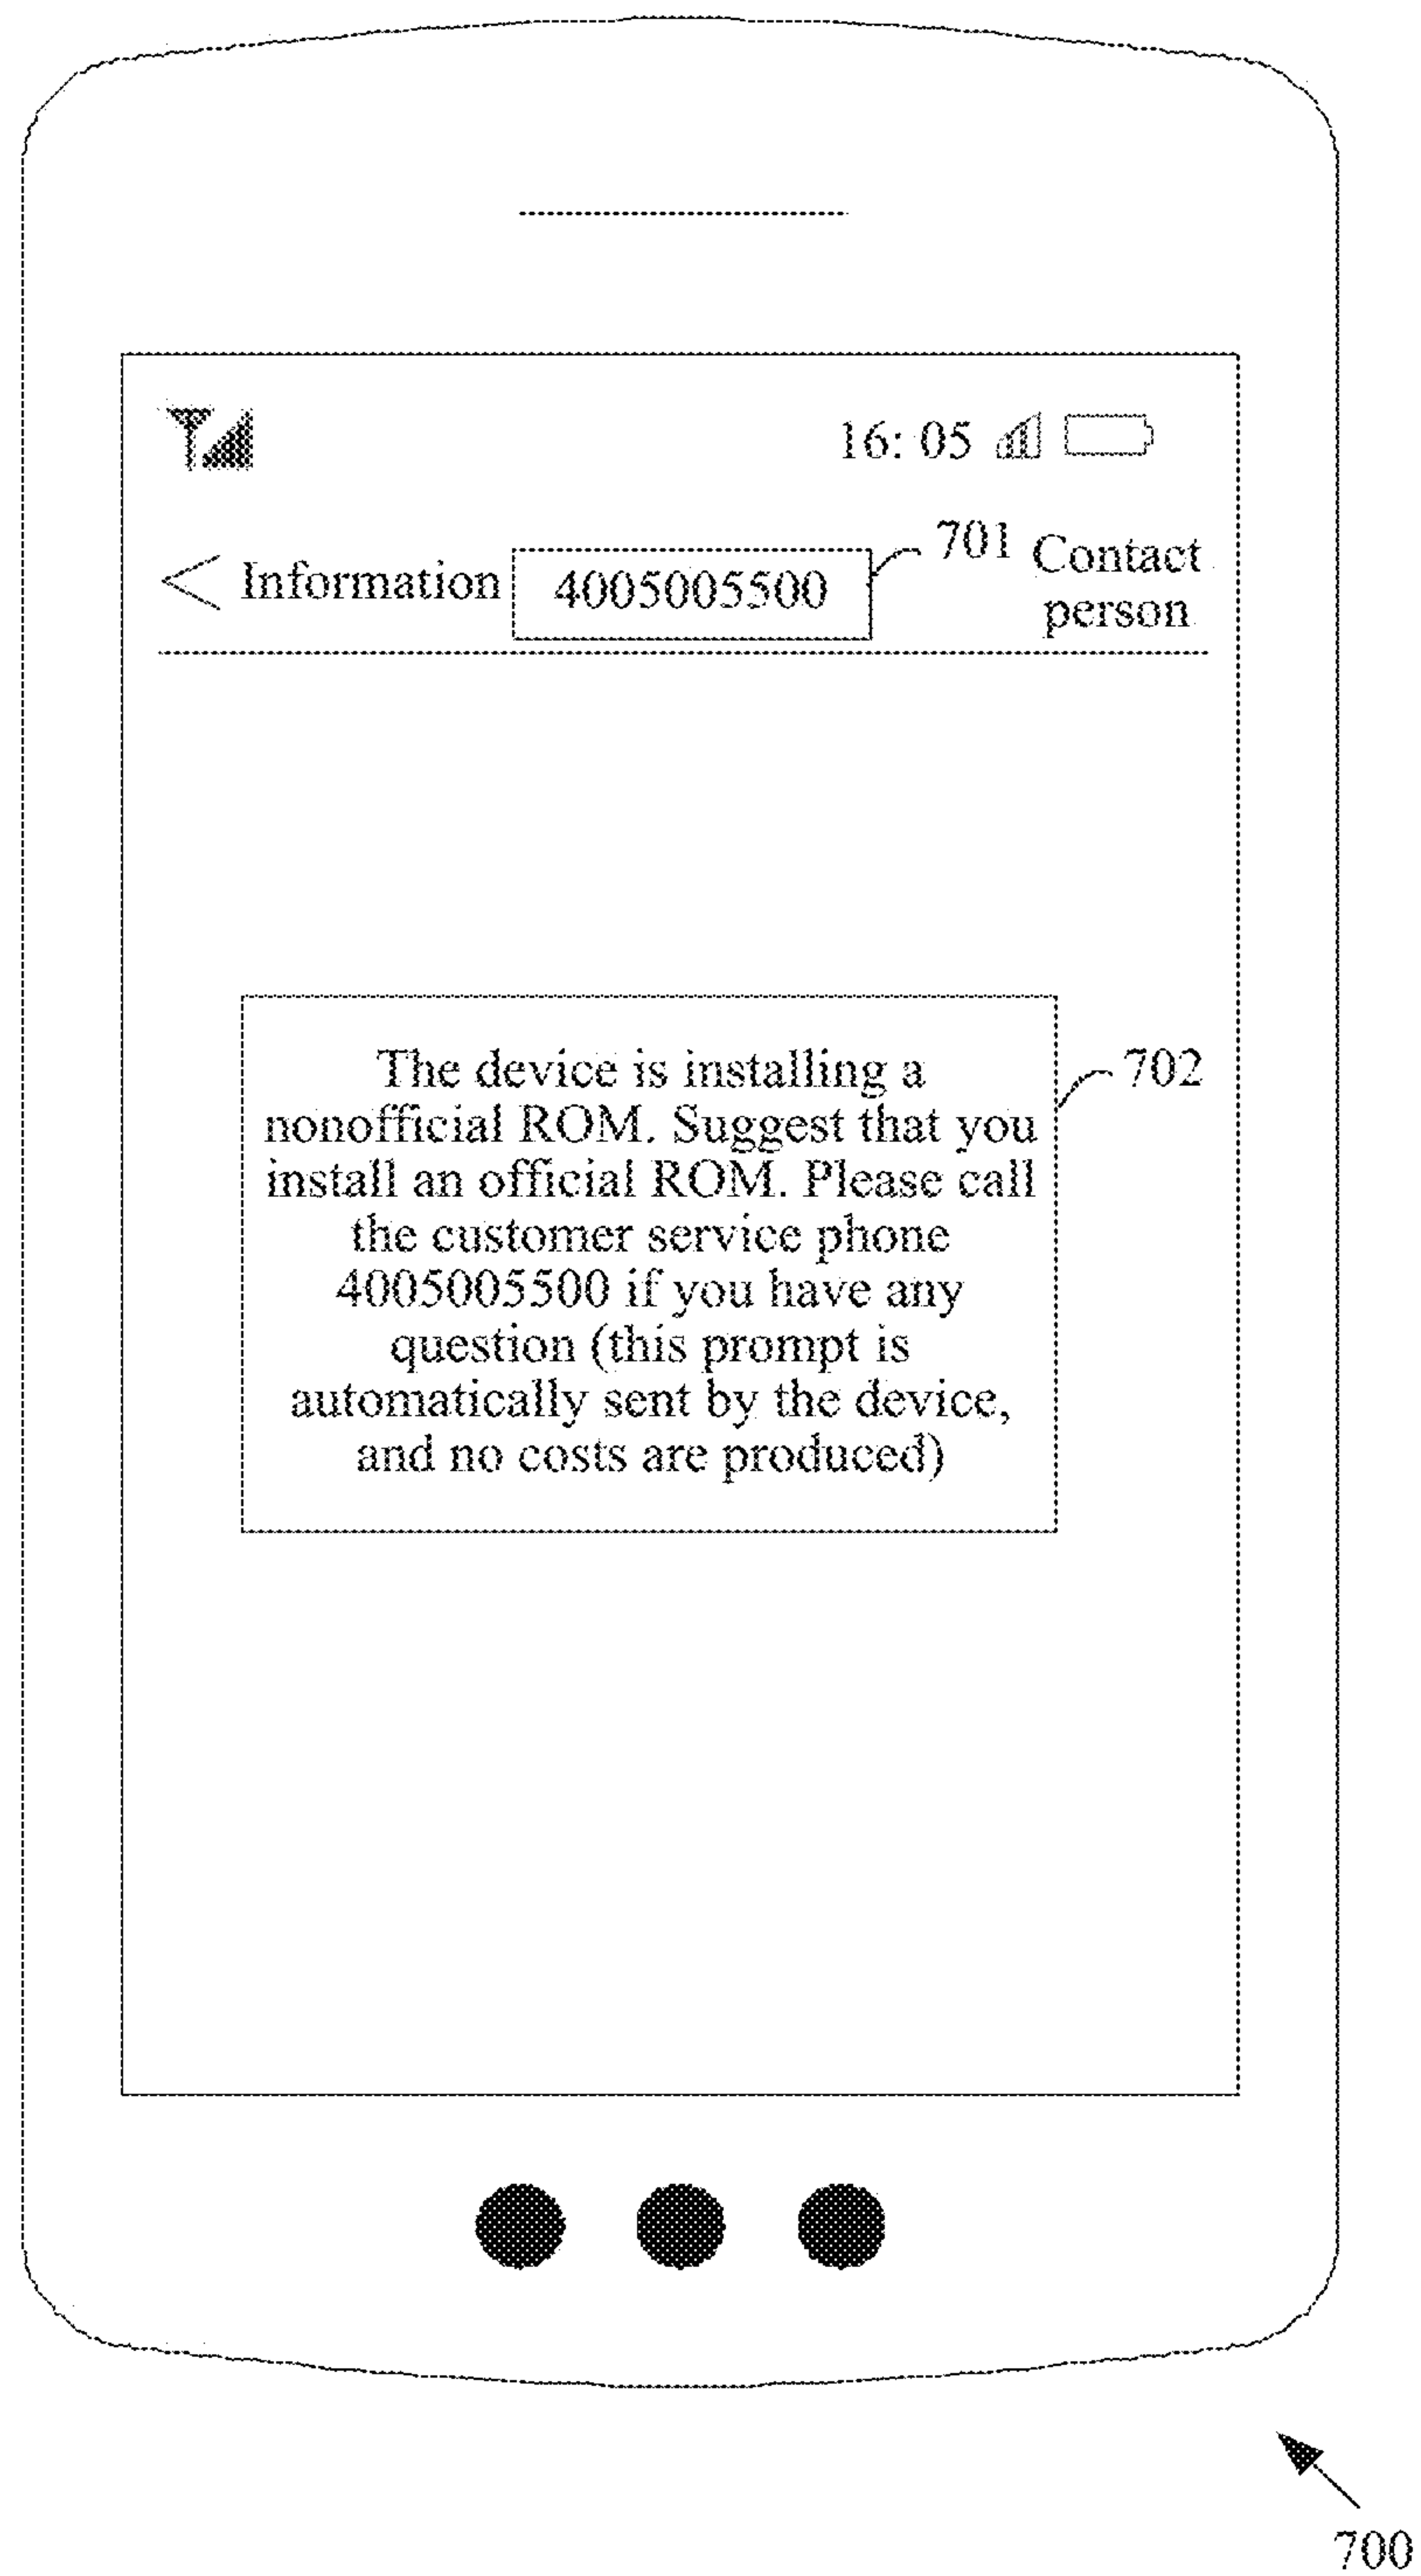 16: 05
701
Contact
person
Information
4005005500
The device is installing a
nonofficial ROM. Suggest that you
install an official ROM. Please call
the customer service phone
4005005500 if you have any
question (this prompt is
automatically sent by the device,
and no costs are produced)
702
700